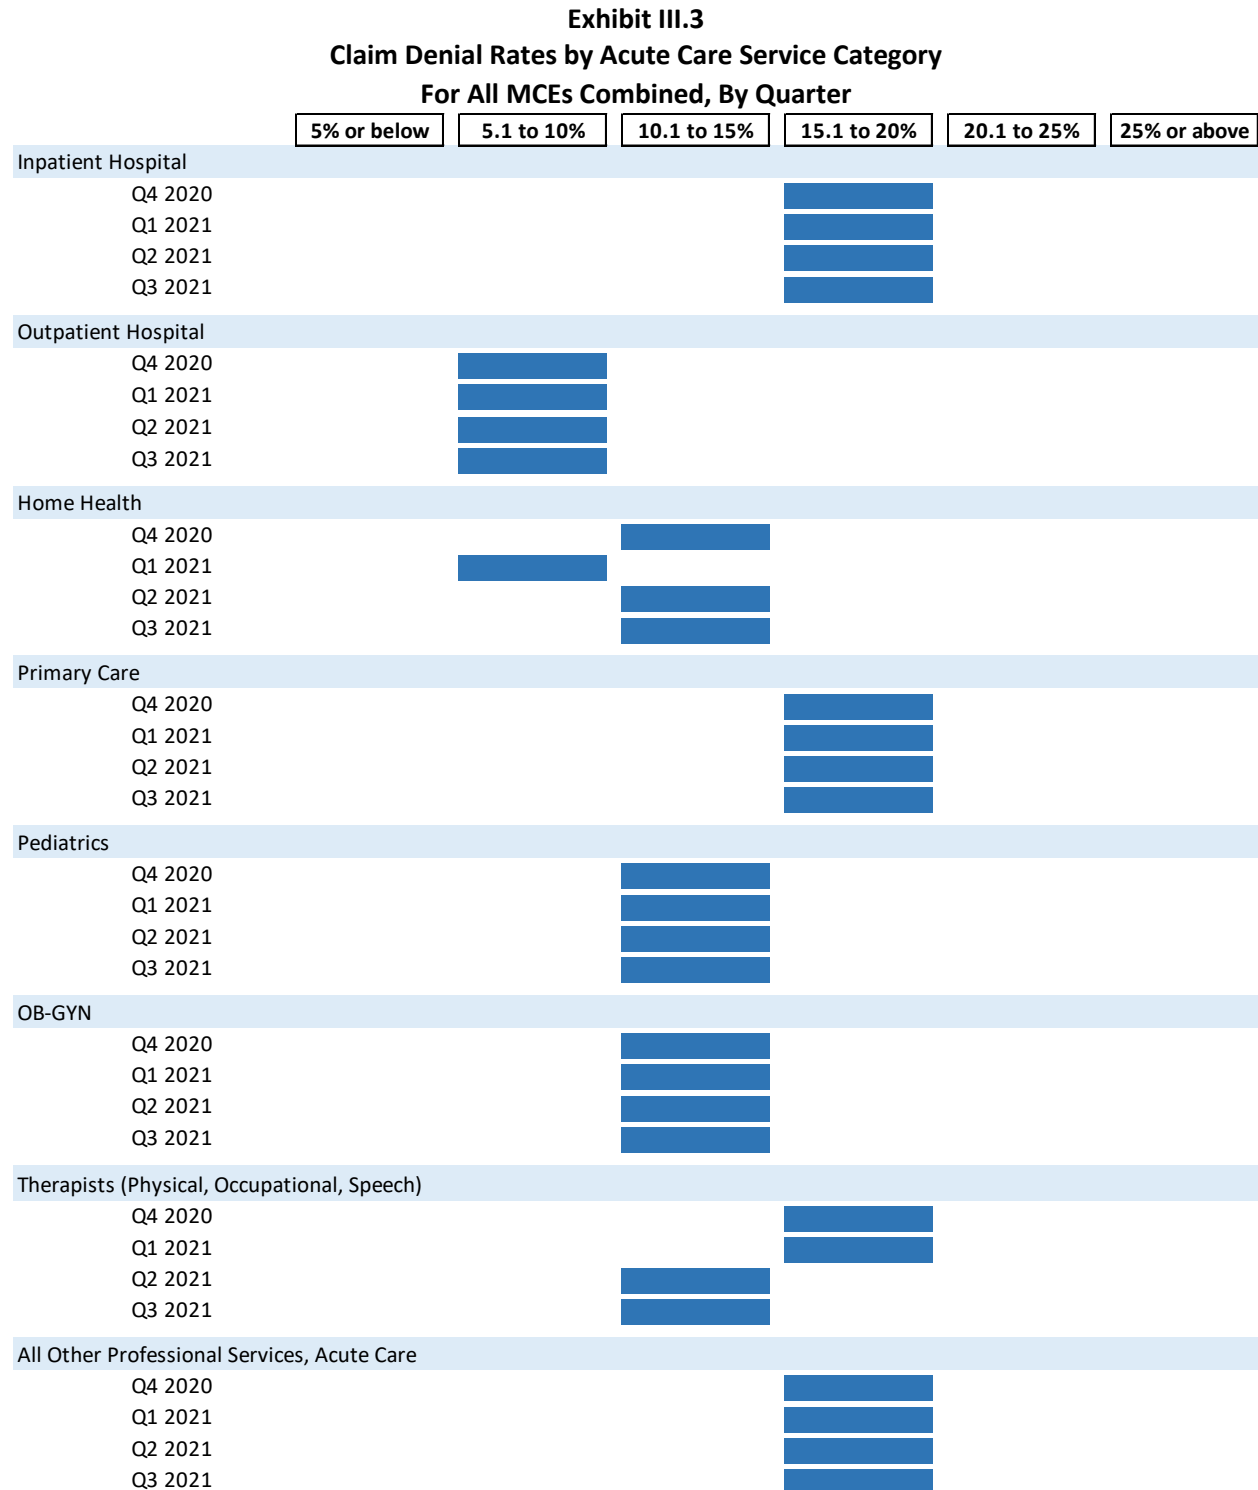 Exhibit III.3
Claim Denial Rates by Acute Care Service Category
For All MCEs Combined, By Quarter
5% or below 5.1 to 10% 10.1 to 15% 15.1 to 20% 20.1 to 25% 25% or above
Inpatient Hospital
Q4 2020
Q1 2021
Q2 2021
Q3 2021
Outpatient Hospital
Q4 2020
Q1 2021
Q2 2021
Q3 2021
Home Health
Q4 2020
Q1 2021
Q2 2021
Q3 2021
Primary Care
Q4 2020
Q1 2021
Q2 2021
Q3 2021
Pediatrics
Q4 2020
Q1 2021
Q2 2021
Q3 2021
OB-GYN
Q4 2020
Q1 2021
Q2 2021
Q3 2021
Therapists (Physical, Occupational, Speech)
Q4 2020
Q1 2021
Q2 2021
Q3 2021
All Other Professional Services, Acute Care
Q4 2020
Q1 2021
Q2 2021
Q3 2021